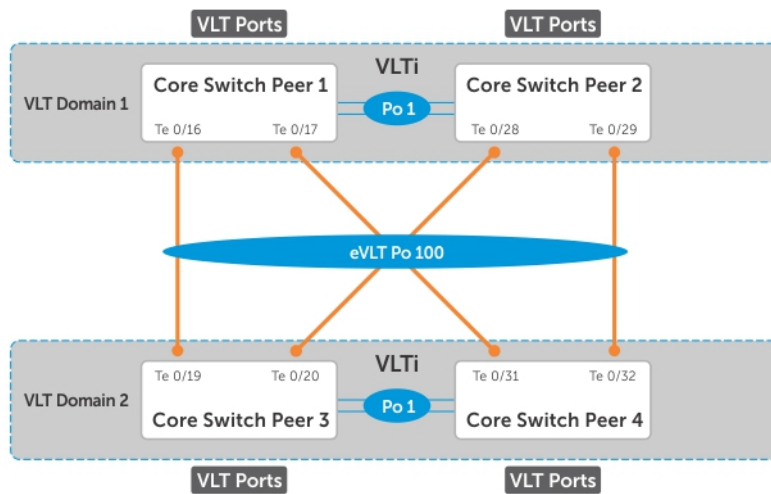 VLT Ports
VLT Ports
VLTi
VLT Domain 1
Core Switch Peer 1
Po 1
Core Switch Peer 2
Te 0/16
Te 0/17
Te 0/28
Te 0/29
eVLT Po 100
VLTi
VLT Domain 2
Te 0/19
Te 0/20
Te 0/31
Te 0/32
Po 1
Core Switch Peer 3
Core Switch Peer 4
VLT Ports
VLT Ports